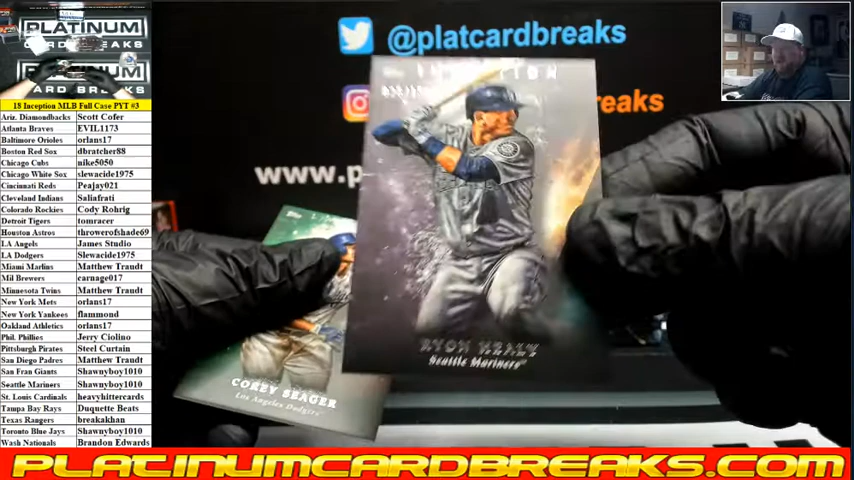 PLATINUM
CARD BREAKS
18 Inception MLB Full Case PYT #3
Ariz. Diamondbacks Scott Cofer
Atlanta Braves EVIL1173
Baltimore Orioles orlans17
Boston Red Sox dbratcher88
Chicago Cubs nike5050
Chicago White Sox slewacide1975
Cincinnati Reds Peajay021
Cleveland Indians Saliafrati
Colorado Rockies Cody Rohrig
Detroit Tigers tomracer
Houston Astros throwerofshade69
LA Angels James Studio
LA Dodgers Slewacide1975
Miami Marlins Matthew Traudt
Mil Brewers carnage017
Minnesota Twins Matthew Traudt
New York Mets orlans17
New York Yankees flammond
Oakland Athletics orlans17
Phil. Phillies Jerry Ciolino
Pittsburgh Pirates Steel Curtain
San Diego Padres Matthew Traudt
San Fran Giants Shawnyboy1010
Seattle Mariners Shawnyboy1010
St. Louis Cardinals heavyhittercards
Tampa Bay Rays Duquette Beats
Texas Rangers breakakhan
Toronto Blue Jays Shawnyboy1010
Wash Nationals Brandon Edwards
@platcardbreaks
reaks
www.p
RYON HEALY
Seattle Mariners
topps
COREY SEAGER
Los Angeles Dodgers
PLATINUMCARDBREAKS.COM